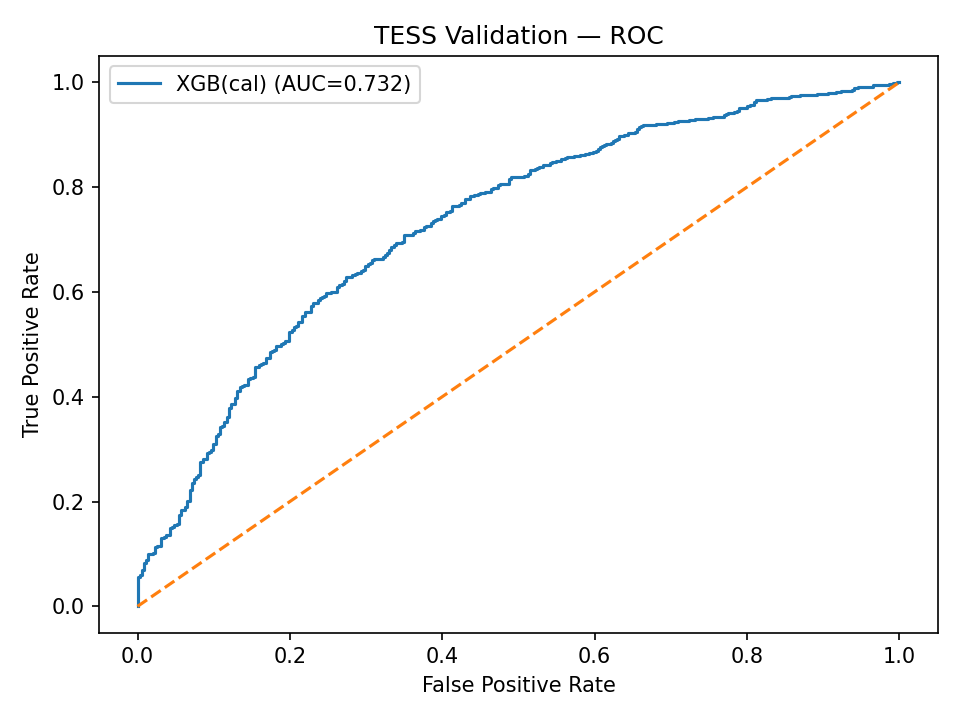 TESS Validation — ROC
XGB(cal) (AUC=0.732)
True Positive Rate
1.0
0.8
0.6
0.4
0.2
0.0
0.0 0.2 0.4 0.6 0.8 1.0
False Positive Rate